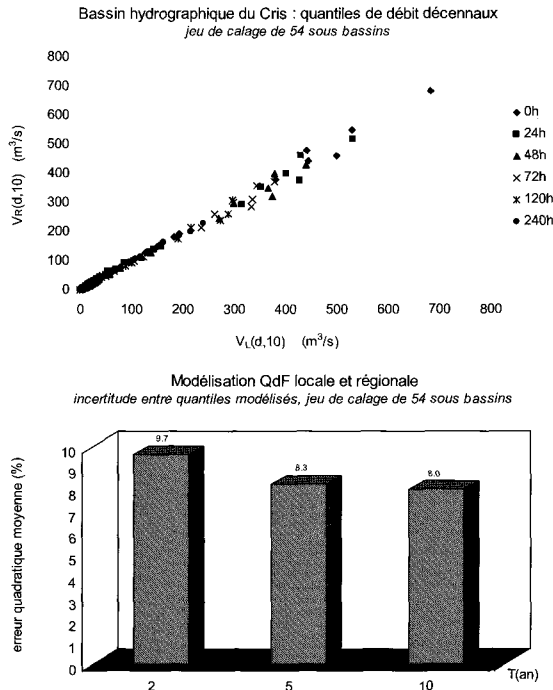 Bassin hydrographique du Cris : quantiles de débit décennaux
jeu de calage de 54 sous bassins
800
700
600
500
400
300
200
100
0
VR(d,10) (m³/s)
0 100 200 300 400 500 600 700 800
VL(d,10) (m³/s)
0h
24h
48h
72h
120h
240h
Modélisation QdF locale et régionale
incertitude entre quantiles modélisés, jeu de calage de 54 sous bassins
erreur quadratique moyenne (%)
10
9
8
7
6
5
4
3
2
1
0
9.7
8.3
8.0
2 5 10
T(an)